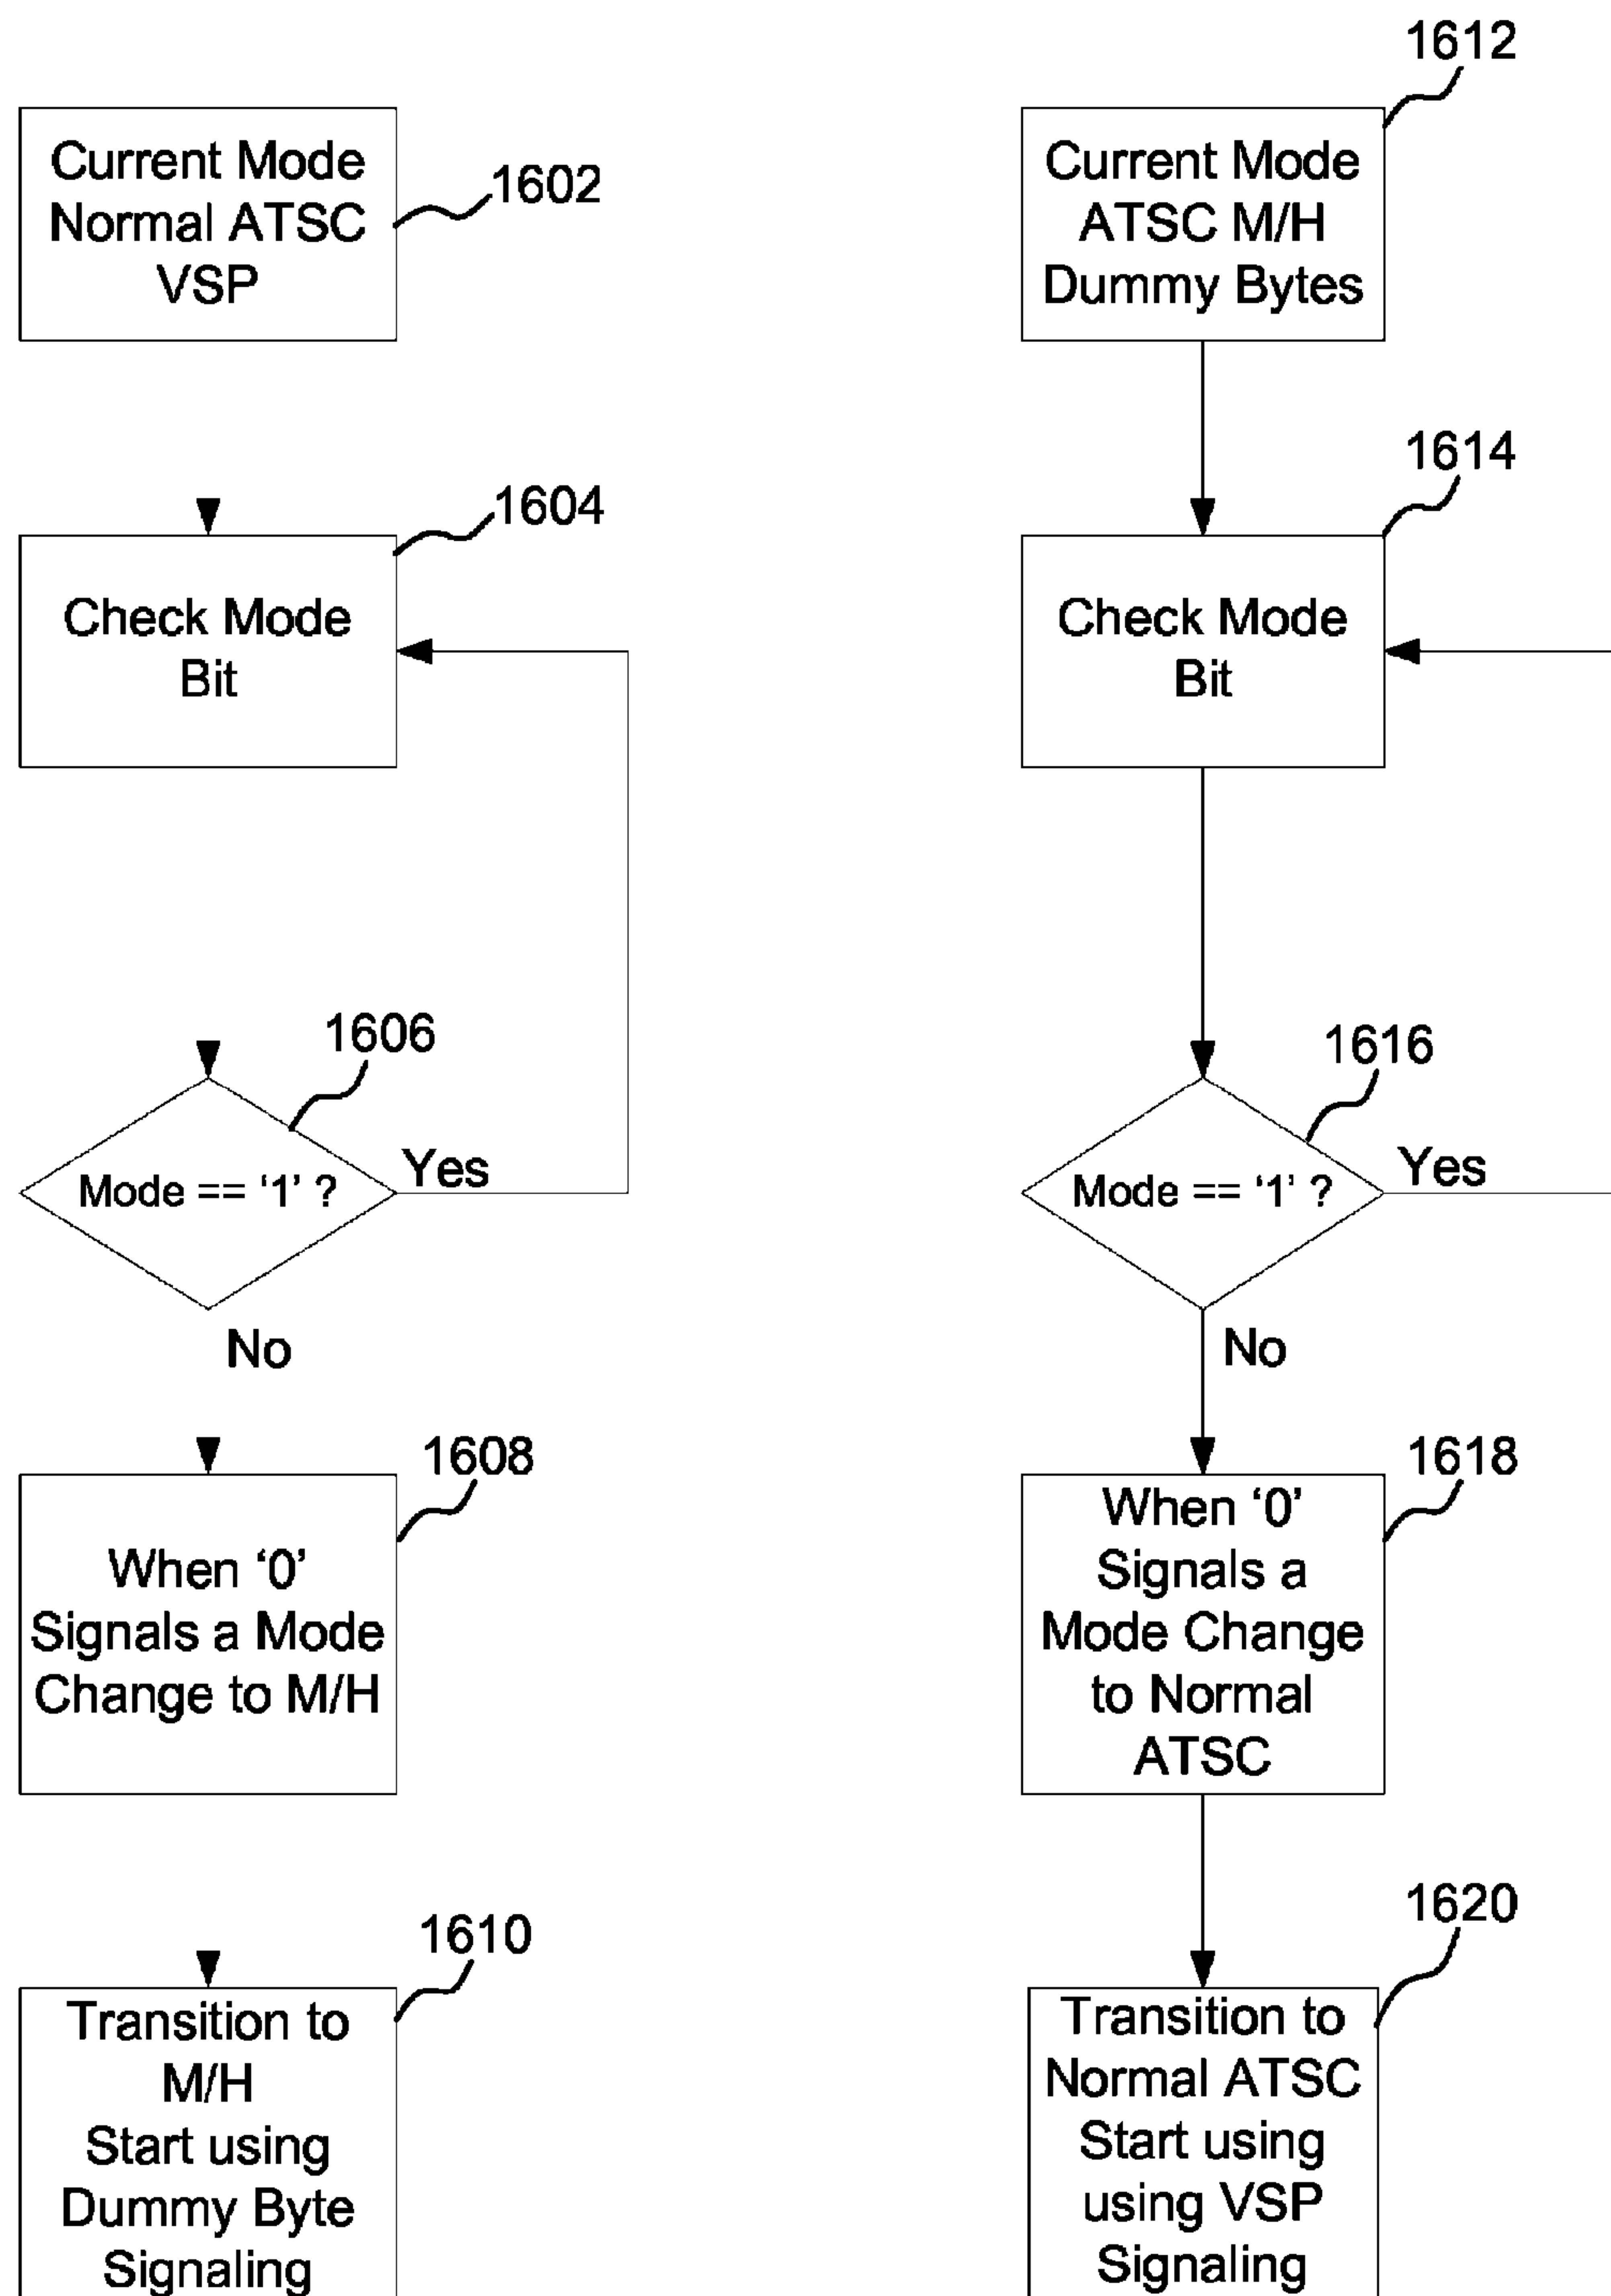 Current Mode
Normal ATSC
VSP
1602
1604
Check Mode
Bit
1606
Mode == ‘1’ ?
Yes
No
1608
When ‘0’
Signals a Mode
Change to M/H
1610
Transition to
M/H
Start using
Dummy Byte
Signaling
1612
Current Mode
ATSC M/H
Dummy Bytes
1614
Check Mode
Bit
1616
Mode == ‘1’ ?
Yes
No
1618
When ‘0’
Signals a
Mode Change
to Normal
ATSC
1620
Transition to
Normal ATSC
Start using
using VSP
Signaling